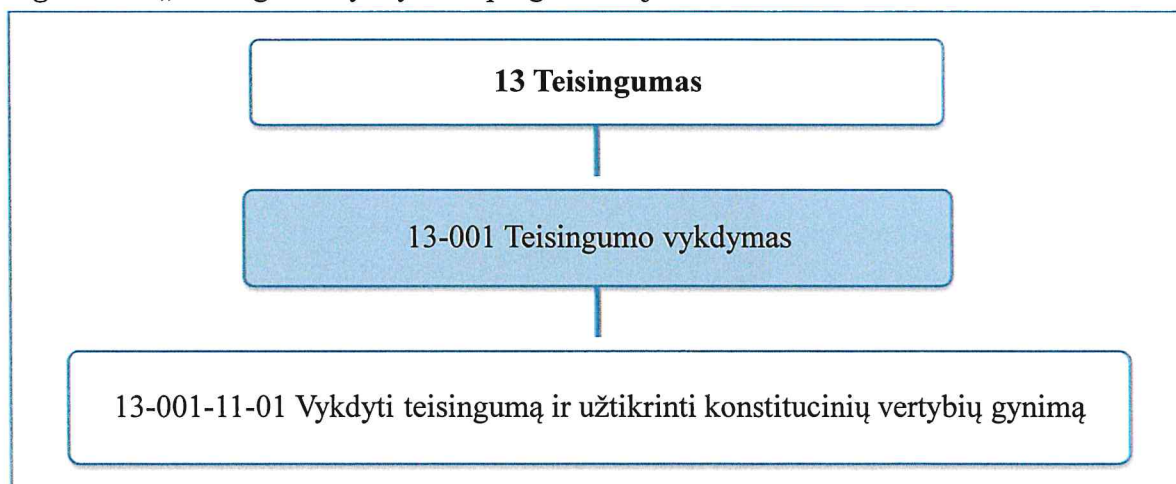 13 Teisingumas
13-001 Teisingumo vykdymas
13-001-11-01 Vykdyti teisingumą ir užtikrinti konstitucinių vertybių gynimą